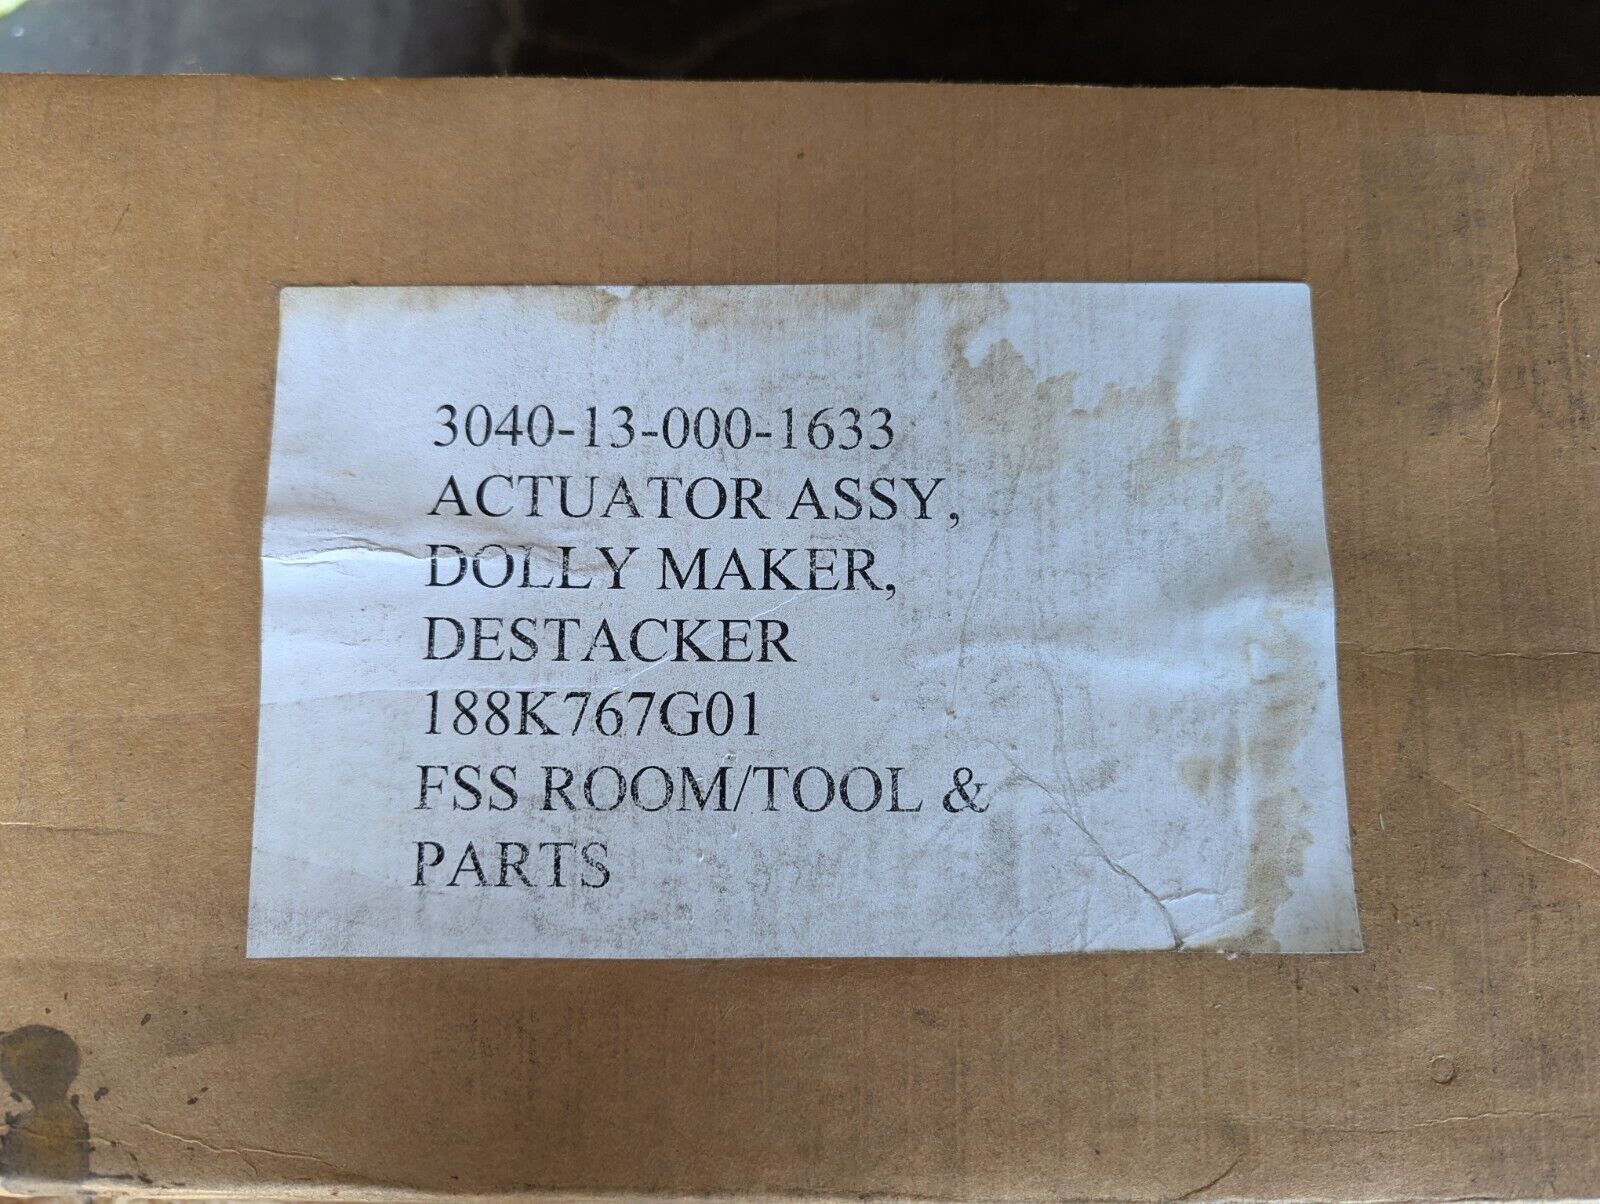 3040-13-000-1633
ACTUATOR ASSY,
DOLLY MAKER,
DESTACKER
188K767G01
FSS ROOM/TOOL &
PARTS